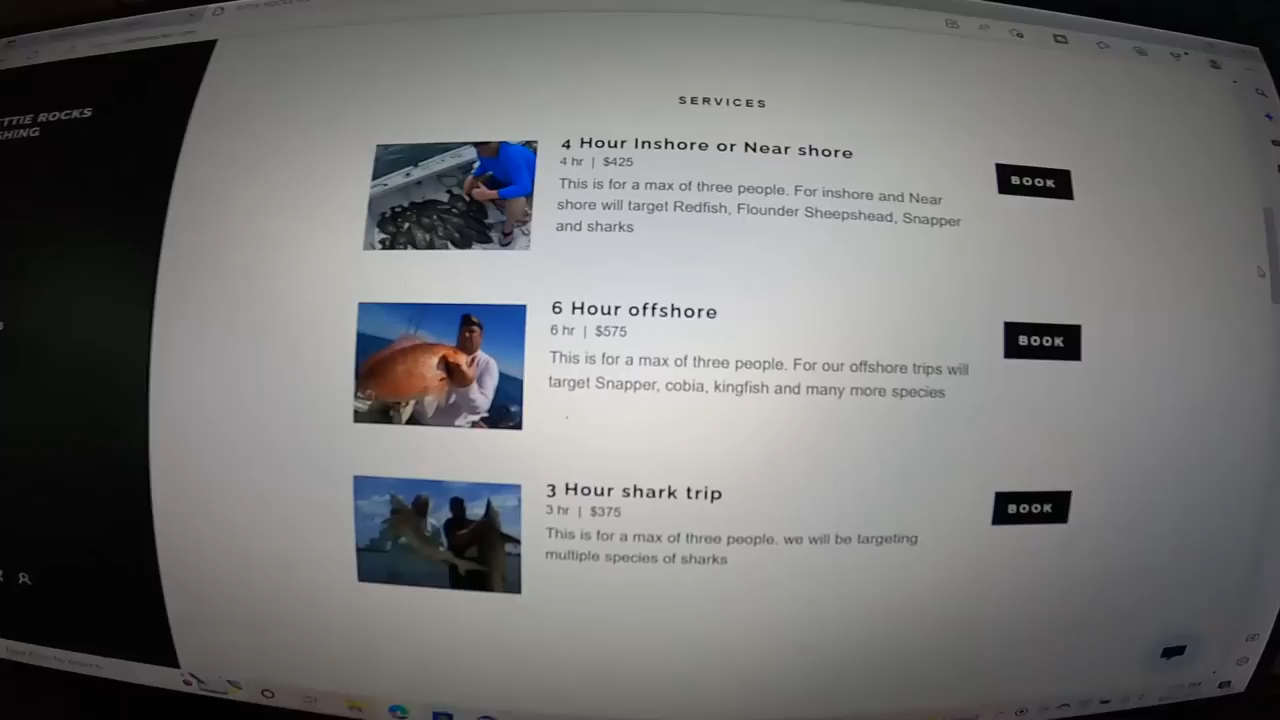 TTIE ROCKS
SHING
SERVICES
4 Hour Inshore or Near shore
4 hr | $425
This is for a max of three people. For inshore and Near
shore will target Redfish, Flounder Sheepshead, Snapper
and sharks
BOOK
6 Hour offshore
6 hr | $575
This is for a max of three people. For our offshore trips will
target Snapper, cobia, kingfish and many more species
BOOK
3 Hour shark trip
3 hr | $375
This is for a max of three people. we will be targeting
multiple species of sharks
BOOK